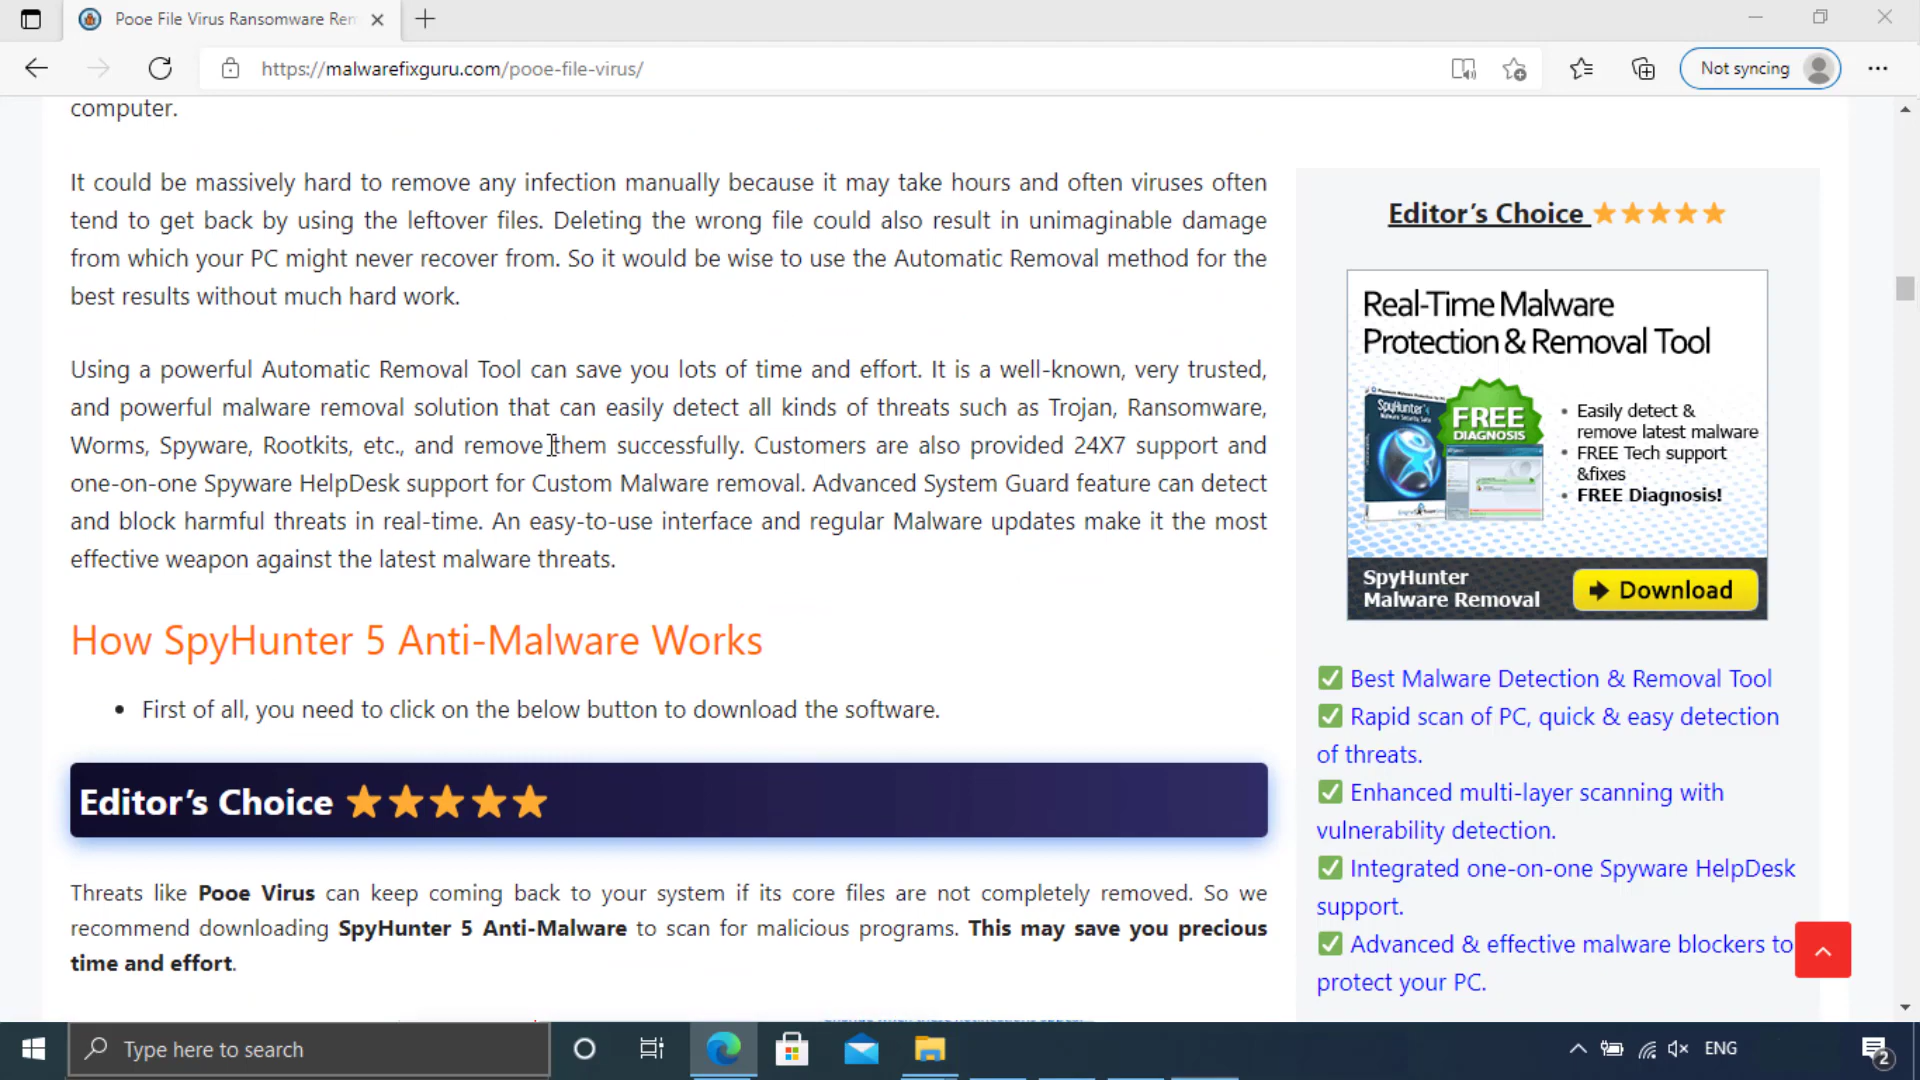 Pooe File Virus Ransomware Rem
https://malwarefixguru.com/pooe-file-virus/
Not syncing
computer.
It could be massively hard to remove any infection manually because it may take hours and often viruses often
tend to get back by using the leftover files. Deleting the wrong file could also result in unimaginable damage
from which your PC might never recover from. So it would be wise to use the Automatic Removal method for the
best results without much hard work.
Using a powerful Automatic Removal Tool can save you lots of time and effort. It is a well-known, very trusted,
and powerful malware removal solution that can easily detect all kinds of threats such as Trojan, Ransomware,
Worms, Spyware, Rootkits, etc., and remove them successfully. Customers are also provided 24X7 support and
one-on-one Spyware HelpDesk support for Custom Malware removal. Advanced System Guard feature can detect
and block harmful threats in real-time. An easy-to-use interface and regular Malware updates make it the most
effective weapon against the latest malware threats.
How SpyHunter 5 Anti-Malware Works
• First of all, you need to click on the below button to download the software.
Editor's Choice
Threats like Pooe Virus can keep coming back to your system if its core files are not completely removed. So we
recommend downloading SpyHunter 5 Anti-Malware to scan for malicious programs. This may save you precious
time and effort.
Editor's Choice
Real-Time Malware
Protection & Removal Tool
SpyHunter
FREE
DIAGNOSIS
• Easily detect &
remove latest malware
• FREE Tech support
&fixes
• FREE Diagnosis!
SpyHunter
Malware Removal
Download
Best Malware Detection & Removal Tool
Rapid scan of PC, quick & easy detection
of threats.
Enhanced multi-layer scanning with
vulnerability detection.
Integrated one-on-one Spyware HelpDesk
support.
Advanced & effective malware blockers to
protect your PC.
Type here to search
ENG
2